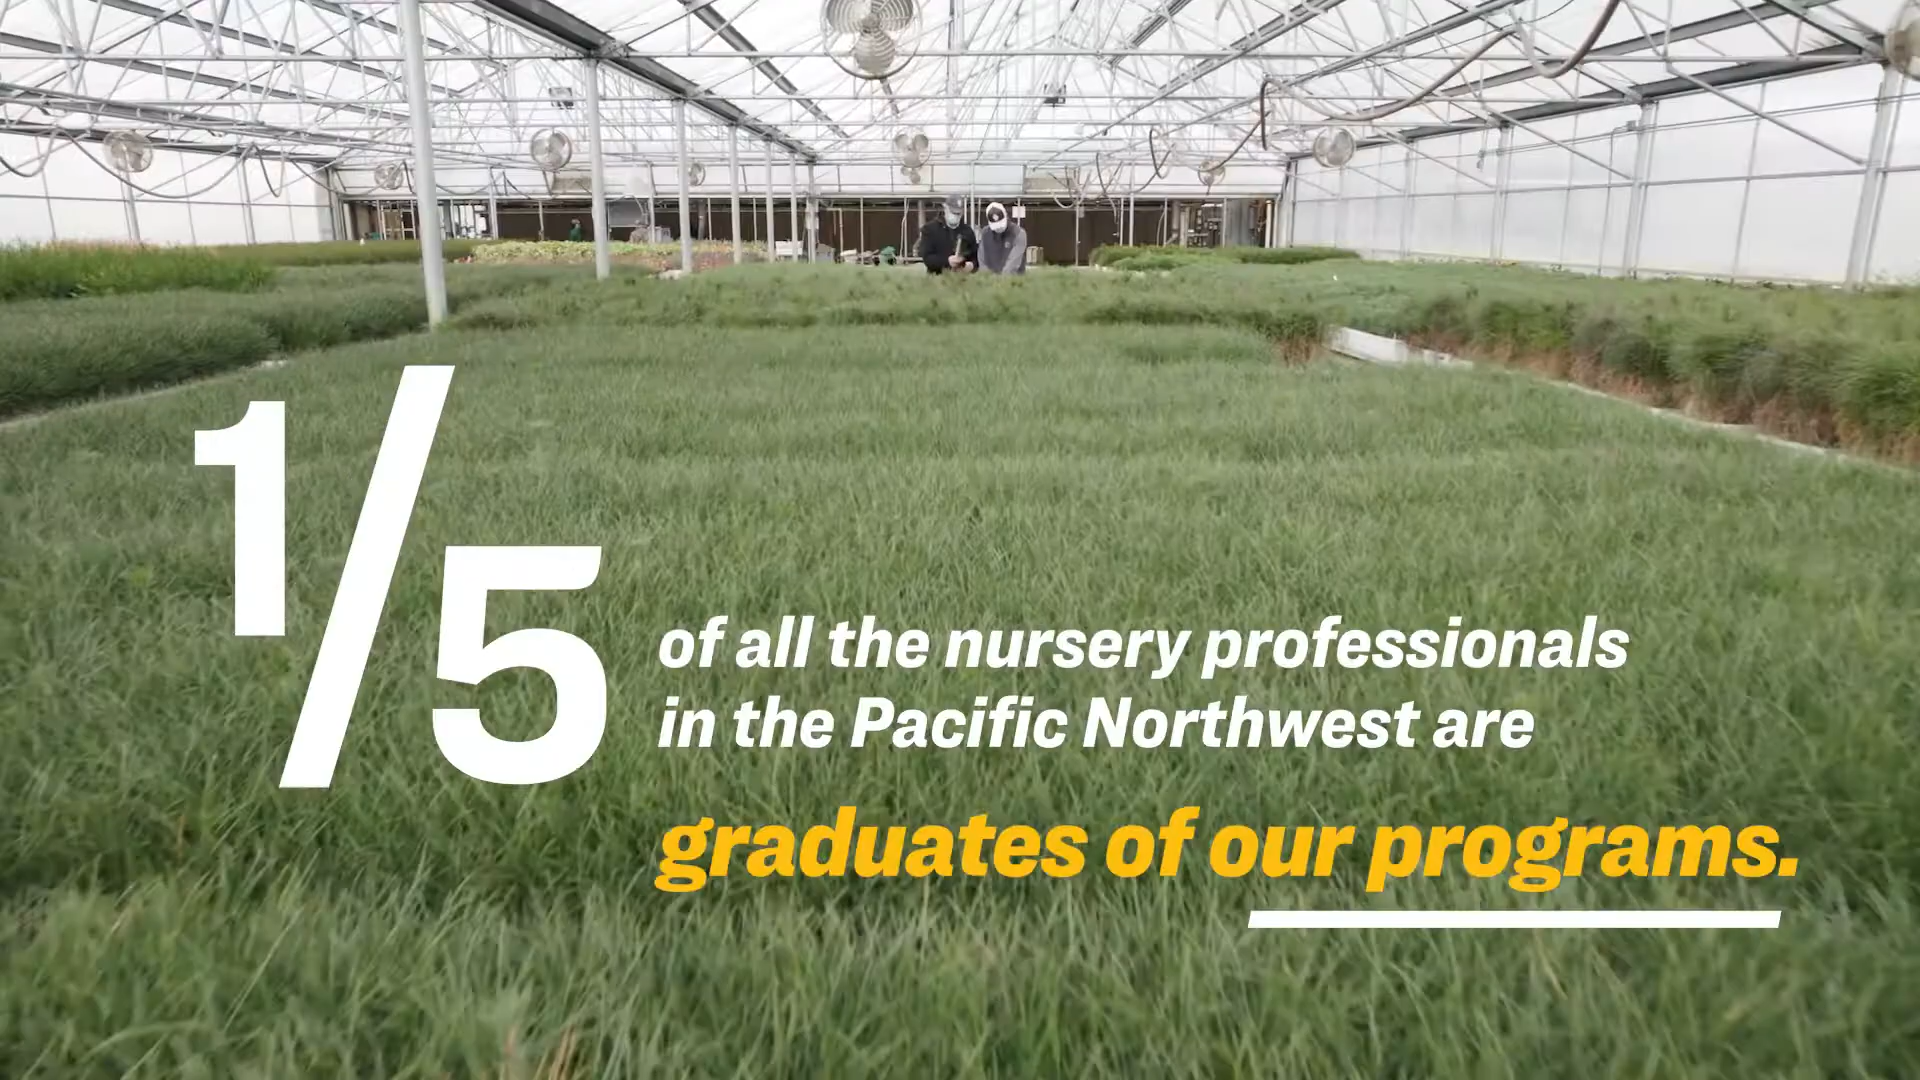 1/5
of all the nursery professionals
in the Pacific Northwest are
graduates of our programs.